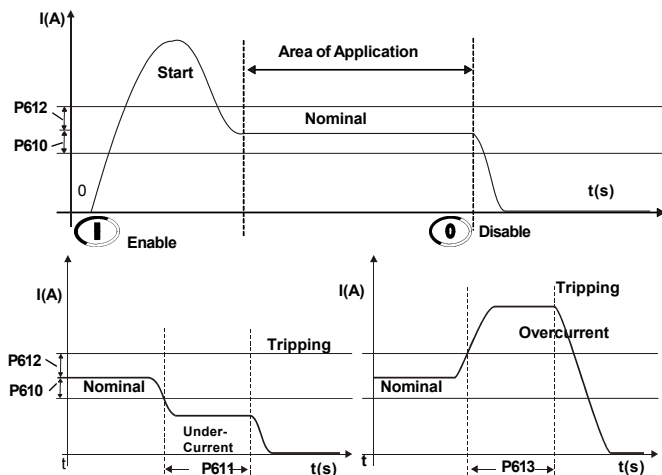 I(A)
Area of Application
Start
P612
Nominal
P610
0
t(s)
I
Enable
0
Disable
I(A)
P612
Tripping
P610
Nominal
Under-
Current
t
P611
t(s)
I(A)
Tripping
Overcurrent
Nominal
t
P613
t(s)